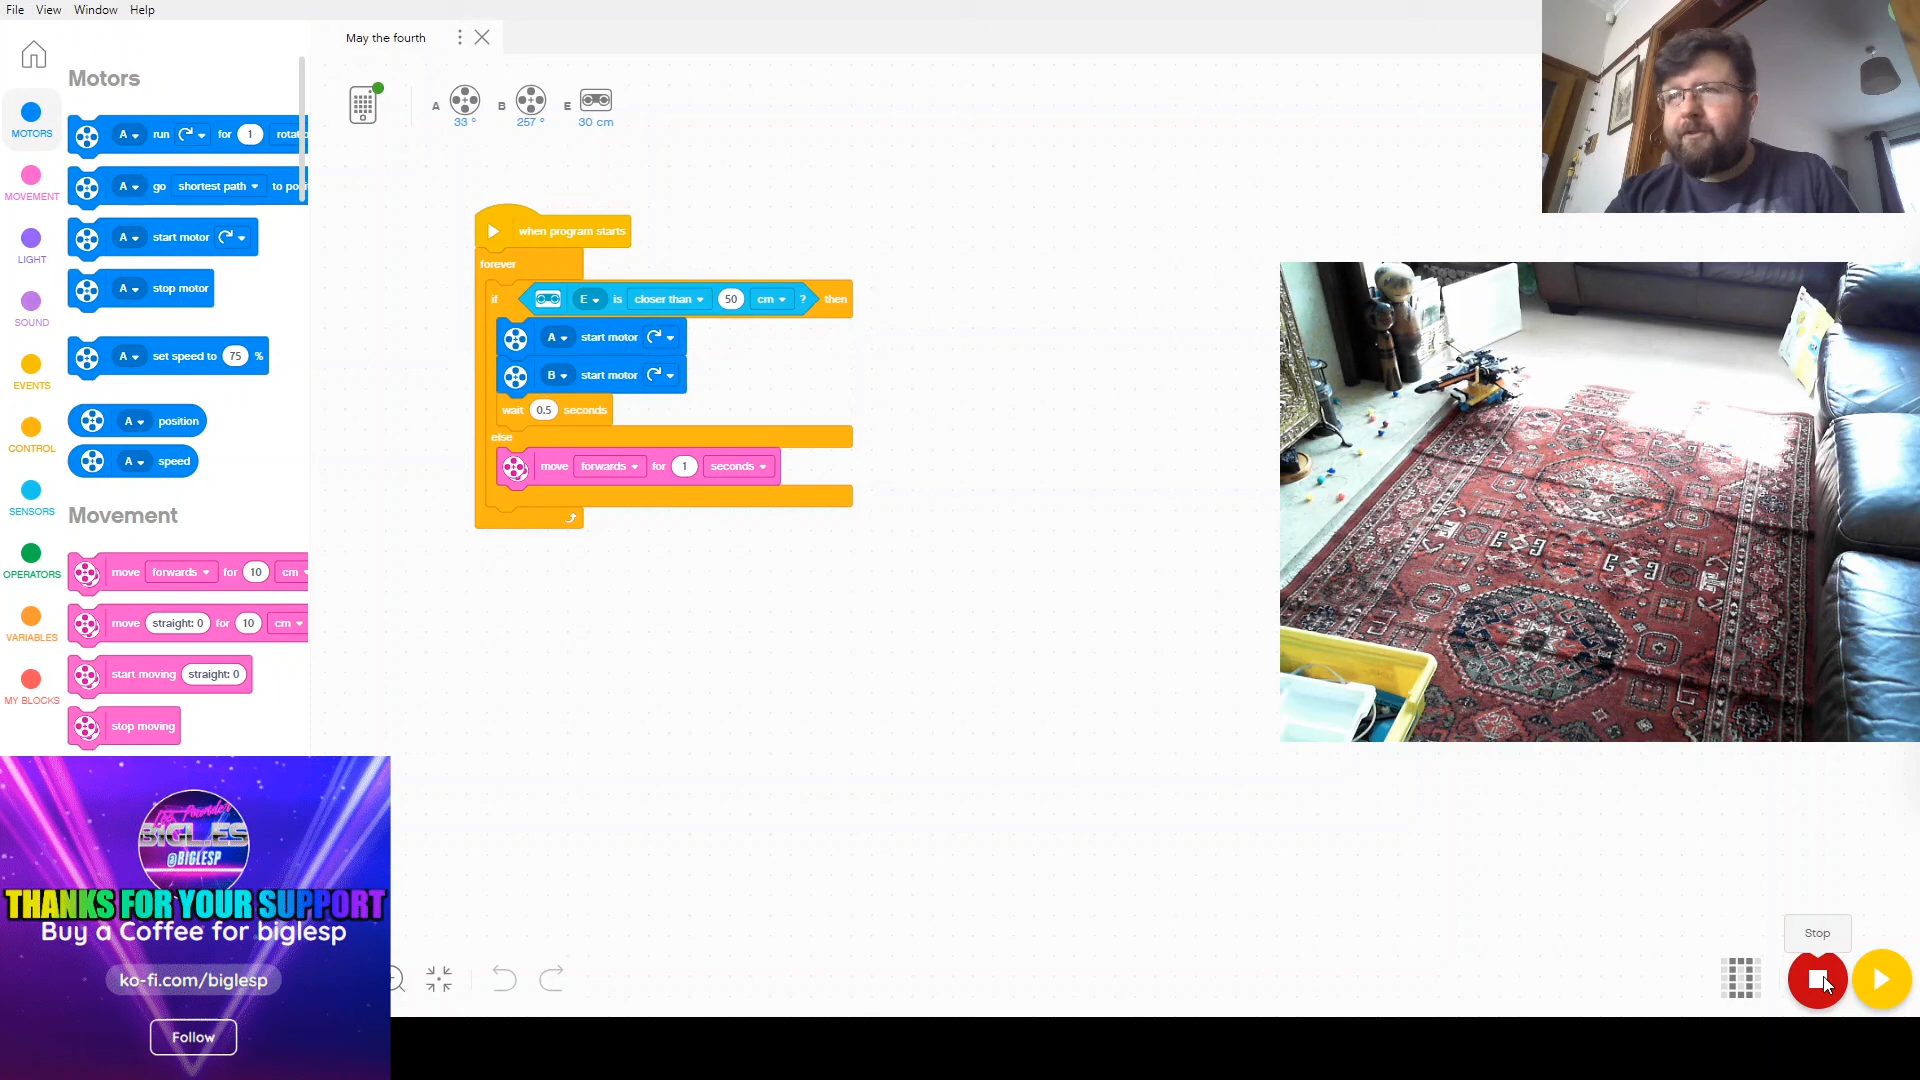 File View Window Help
May the fourth
A 33 ° B 257 ° E 30 cm
MOTORS
MOVEMENT
LIGHT
SOUND
EVENTS
CONTROL
SENSORS
OPERATORS
VARIABLES
MY BLOCKS
Motors
A run for 1
A go shortest path to
A start motor
A stop motor
A set speed to 75 %
A position
A speed
Movement
move forwards for 10 cm
move straight: 0 for 10 cm
start moving straight: 0
stop moving
when program starts
forever
if E is closer than 50 cm ? then
A start motor
B start motor
wait 0.5 seconds
else
move forwards for 1 seconds
BIGL.ES
@BIGLESP
THANKS FOR YOUR SUPPORT
Buy a Coffee for biglesp
ko-fi.com/biglesp
Follow
Stop